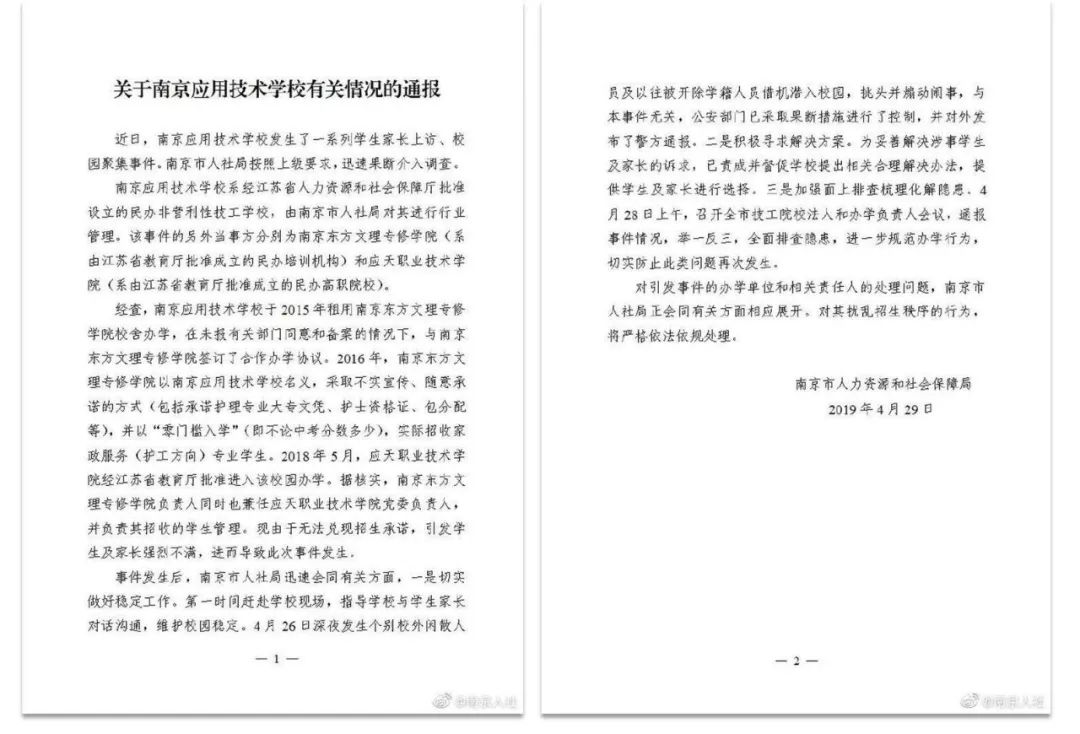 关于南京应用技术学校有关情况的通报
近日，南京应用技术学校发生了一系列学生家长上访、校
园聚集事件。南京市人社局按照上级要求，迅速果断介入调查。
南京应用技术学校系经江苏省人力资源和社会保障厅批准
设立的民办非营利性技工学校，由南京市人社局对其进行行业
管理。该事件的另外当事方分别为南京东方文理专修学院（系
由江苏省教育厅批准成立的民办培训机构）和应天职业技术学
院（系由江苏省教育厅批准成立的民办高职院校）。
经查，南京应用技术学校于2015年租用南京东方文理专修
学院校舍办学，在未报有关部门同意和备案的情况下，与南京
东方文理专修学院签订了合作办学协议。2016年，南京东方文
理专修学院以南京应用技术学校名义，采取不实宣传、随意承
诺的方式（包括承诺护理专业大专文凭、护士资格证、包分配
等），并以“零门槛入学”（即不论中考分数多少），实际招收家
政服务（护工方向）专业学生。2018年5月，应天职业技术学
院经江苏省教育厅批准进入该校园办学。据核实，南京东方文
理专修学院负责人同时也兼任应天职业技术学院党委负责人，
并负责其招收的学生管理。现由于无法兑现招生承诺，引发学
生及家长强烈不满，进而导致此次事件发生。
事件发生后，南京市人社局迅速会同有关方面，一是切实
做好稳定工作。第一时间赶赴学校现场，指导学校与学生家长
对话沟通，维护校园稳定。4月26日深夜发生个别校外闲散人
— 1 —
@南京人社
员及以往被开除学籍人员借机潜入校园，挑头并煽动闹事，与
本事件无关，公安部门已采取果断措施进行了控制，并对外发
布了警方通报。二是积极寻求解决方案。为妥善解决涉事学生
及家长的诉求，已责成并督促学校提出相关合理解决办法，提
供学生及家长进行选择。三是加强面上排查梳理化解隐患。4
月28日上午，召开全市技工院校法人和办学负责人会议，通报
事件情况，举一反三，全面排查隐患，进一步规范办学行为，
切实防止此类问题再次发生。
对引发事件的办学单位和相关责任人的处理问题，南京市
人社局正会同有关方面相应展开。对其扰乱招生秩序的行为，
将严格依法依规处理。
南京市人力资源和社会保障局
2019年4月29日
— 2 —
@南京人社